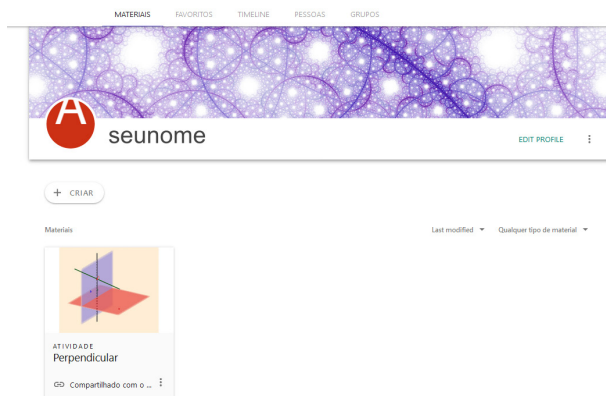 MATERIAIS FAVORITOS TIMELINE PESSOAS GRUPOS
A
seunome
EDIT PROFILE
+ CRIAR
Materiais Last modified Qualquer tipo de material
ATIVIDADE
Perpendicular
Compartilhado com o ...